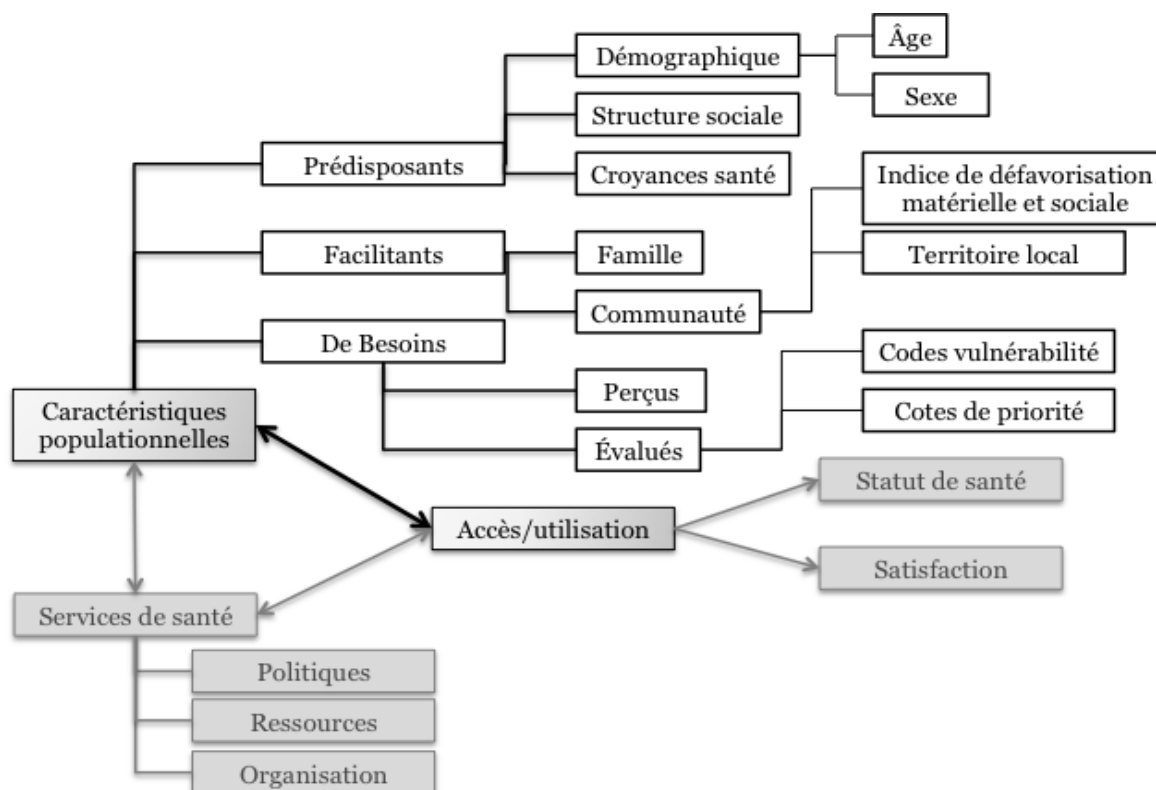 Âge
Démographique
Sexe
Structure sociale
Prédisposants
Croyances santé
Indice de défavorisation
matérielle et sociale
Facilitants
Famille
Territoire local
Communauté
De Besoins
Codes vulnérabilité
Perçus
Cotes de priorité
Caractéristiques
populationnelles
Évalués
Statut de santé
Accès/utilisation
Satisfaction
Services de santé
Politiques
Ressources
Organisation